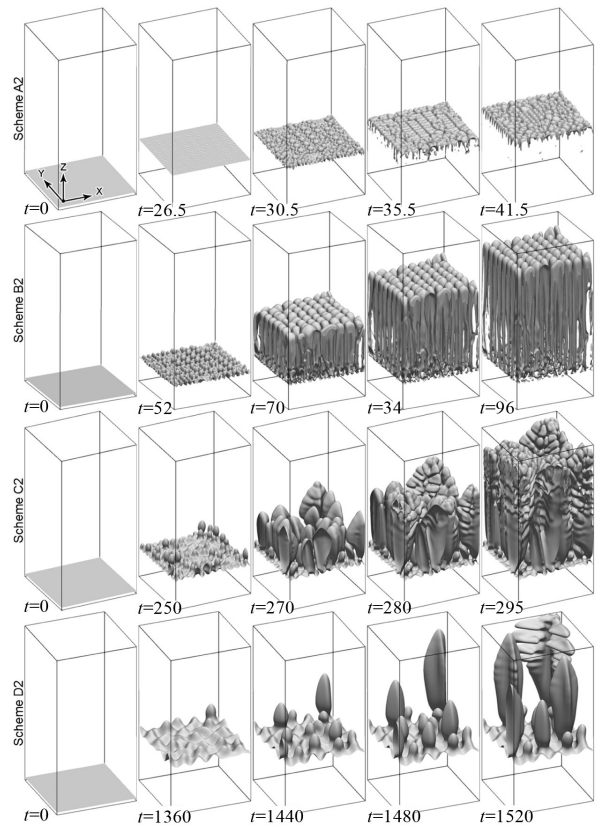 Scheme A2
Z
Y
X
t=0
t=26.5
t=30.5
t=35.5
t=41.5
Scheme B2
t=0
t=52
t=70
t=34
t=96
Scheme C2
t=0
t=250
t=270
t=280
t=295
Scheme D2
t=0
t=1360
t=1440
t=1480
t=1520